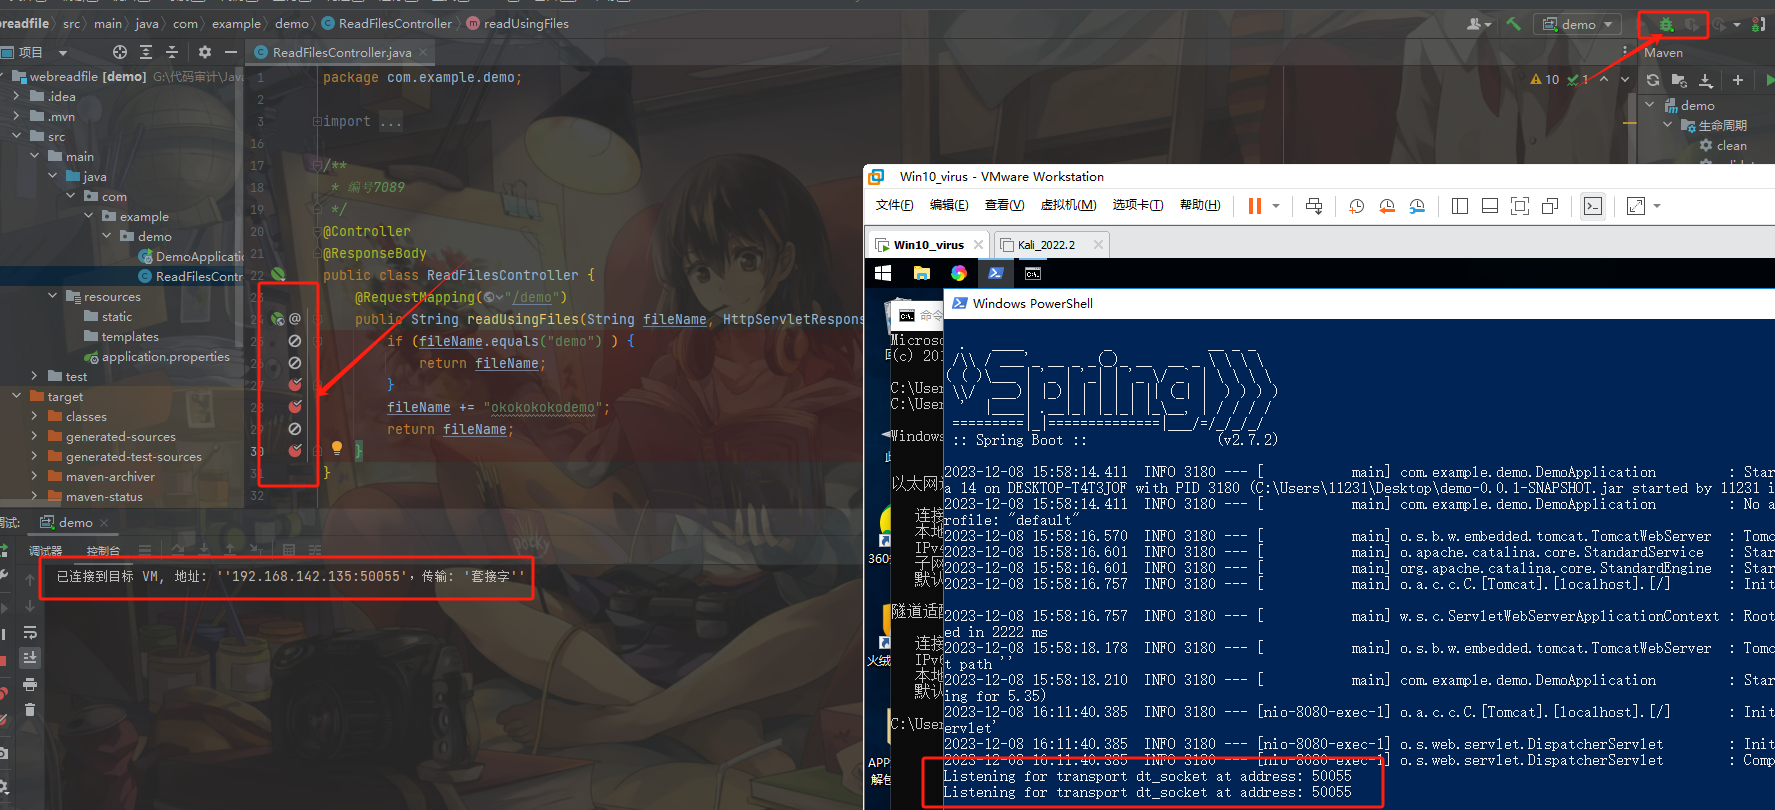 readfile
src
main
java
com
example
demo
ReadFilesController
readUsingFiles
demo
项目
ReadFilesController.java
Maven
webreadfile [demo] G:\代码审计\Java
.idea
.mvn
src
main
java
com
example
demo
DemoApplicatio
ReadFilesContr
resources
static
templates
application.properties
test
target
classes
generated-sources
generated-test-sources
maven-archiver
maven-status
10
1
1 package com.example.demo;
2
3 import ...
16
17 /**
18 * 编号7089
19 */
20 @Controller
21 @ResponseBody
22 public class ReadFilesController {
23 @RequestMapping("/demo")
24 public String readUsingFiles(String fileName, HttpServletRespons
if (fileName.equals("demo") ) {
return fileName;
27 }
28 fileName += "okokokokodemo";
29 return fileName;
30 }
31 }
32
demo
生命周期
clean
调试: demo
调试器 控制台
已连接到目标 VM, 地址: ''192.168.142.135:50055'，传输: '套接字''
Win10_virus - VMware Workstation
文件(F) 编辑(E) 查看(V) 虚拟机(M) 选项卡(T) 帮助(H)
Win10_virus
Kali_2022.2
命令
Microso
(c) 201
C:\User
C:\User
Windows
以太网
连接
本地
IPv4
子网
默认
隧道适配
连接
IPv6
本地
默认
C:\User
360
火绒
APP
解包
Windows PowerShell
:: Spring Boot :: (v2.7.2)
2023-12-08 15:58:14.411 INFO 3180 --- [ main] com.example.demo.DemoApplication : Star
a 14 on DESKTOP-T4T3JOF with PID 3180 (C:\Users\11231\Desktop\demo-0.0.1-SNAPSHOT.jar started by 11231 i
2023-12-08 15:58:14.411 INFO 3180 --- [ main] com.example.demo.DemoApplication : No a
rofile: "default"
2023-12-08 15:58:16.570 INFO 3180 --- [ main] o.s.b.w.embedded.tomcat.TomcatWebServer : Tomc
2023-12-08 15:58:16.601 INFO 3180 --- [ main] o.apache.catalina.core.StandardService : Star
2023-12-08 15:58:16.601 INFO 3180 --- [ main] org.apache.catalina.core.StandardEngine : Star
2023-12-08 15:58:16.757 INFO 3180 --- [ main] o.a.c.c.C.[Tomcat].[localhost].[/] : Init
2023-12-08 15:58:16.757 INFO 3180 --- [ main] w.s.c.ServletWebServerApplicationContext : Root
ed in 2222 ms
2023-12-08 15:58:18.178 INFO 3180 --- [ main] o.s.b.w.embedded.tomcat.TomcatWebServer : Tomc
t path ''
2023-12-08 15:58:18.210 INFO 3180 --- [ main] com.example.demo.DemoApplication : Star
ing for 5.35)
2023-12-08 16:11:40.385 INFO 3180 --- [nio-8080-exec-1] o.a.c.c.C.[Tomcat].[localhost].[/] : Init
ervlet'
2023-12-08 16:11:40.385 INFO 3180 --- [nio-8080-exec-1] o.s.web.servlet.DispatcherServlet : Init
2023-12-08 16:11:40.385 INFO 3180 --- [nio-8080-exec-1] o.s.web.servlet.DispatcherServlet : Comp
Listening for transport dt_socket at address: 50055
Listening for transport dt_socket at address: 50055